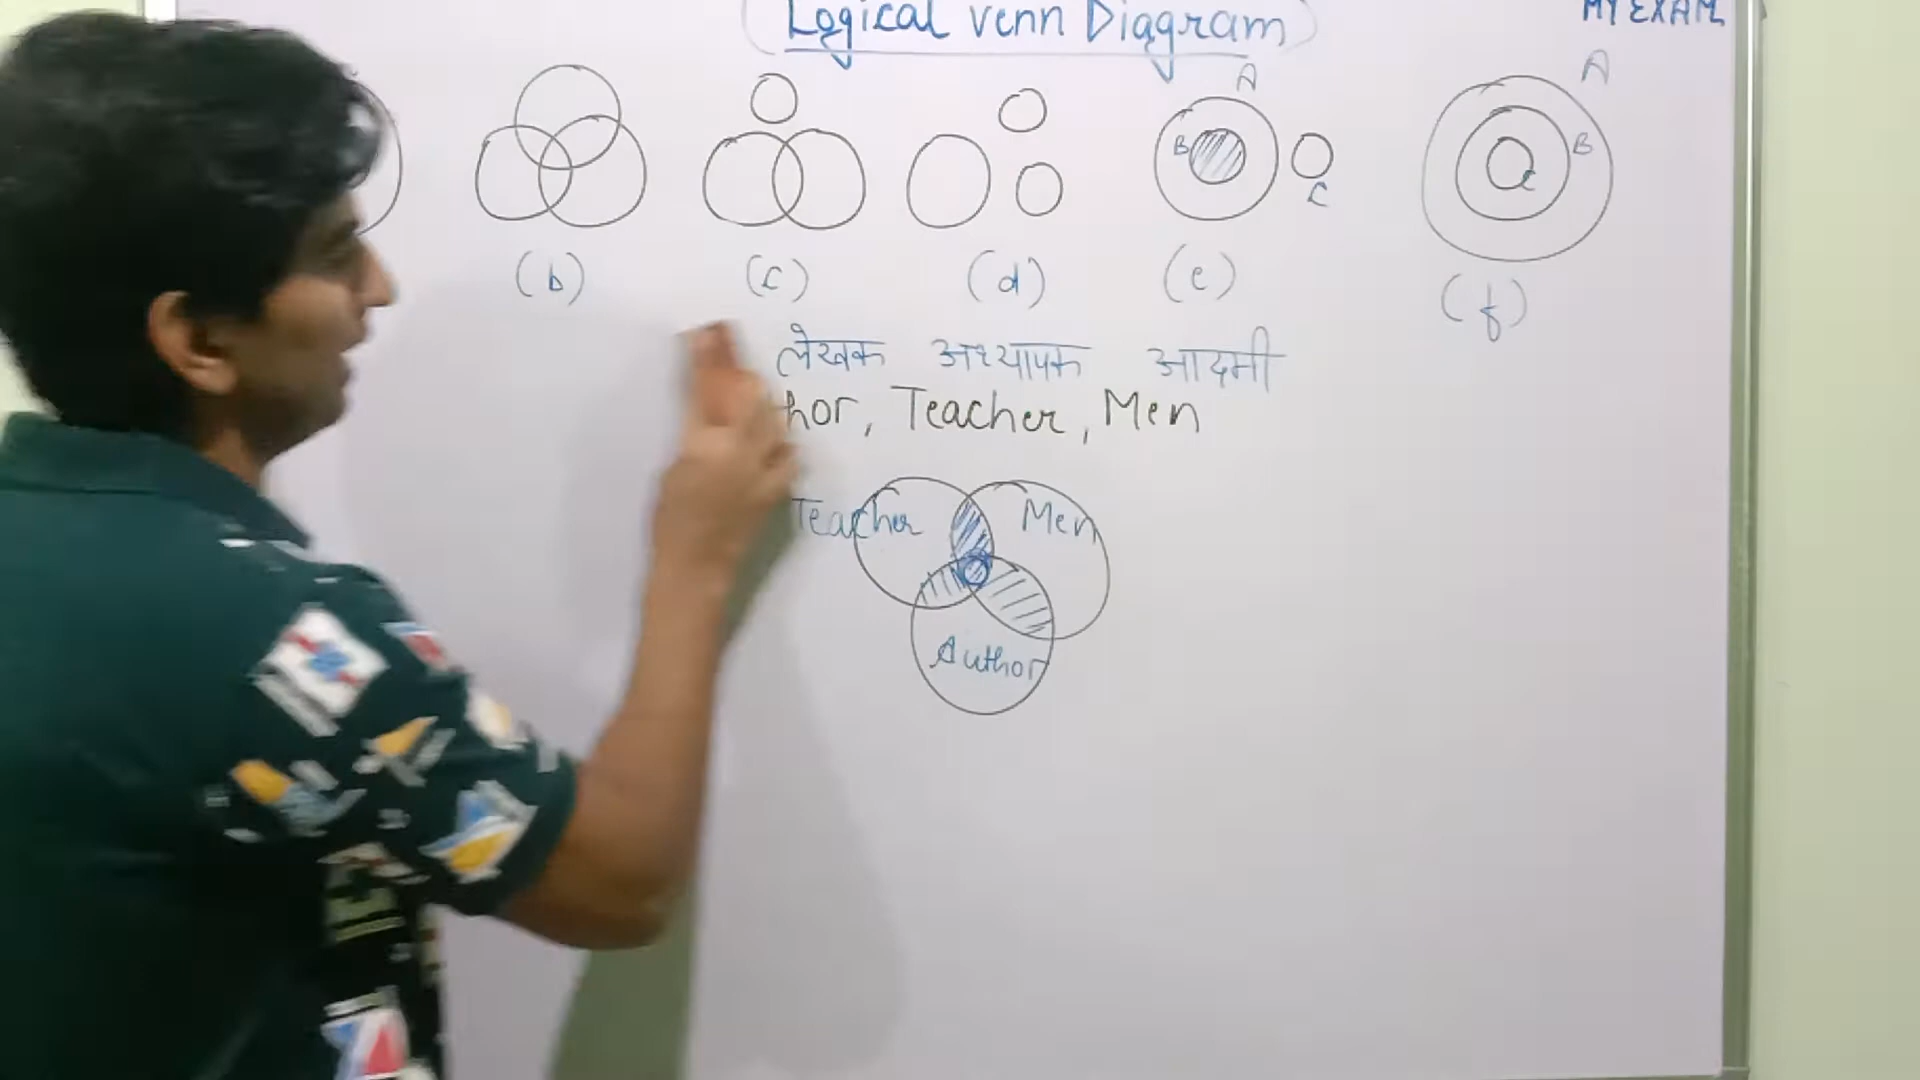 Logical Venn Diagram
MY EXAM
A
A
B
C
B
C
(b) (c) (d) (e) (f)
लेखक अध्यापक आदमी
hor, Teacher, Men
Teacher Men
Author